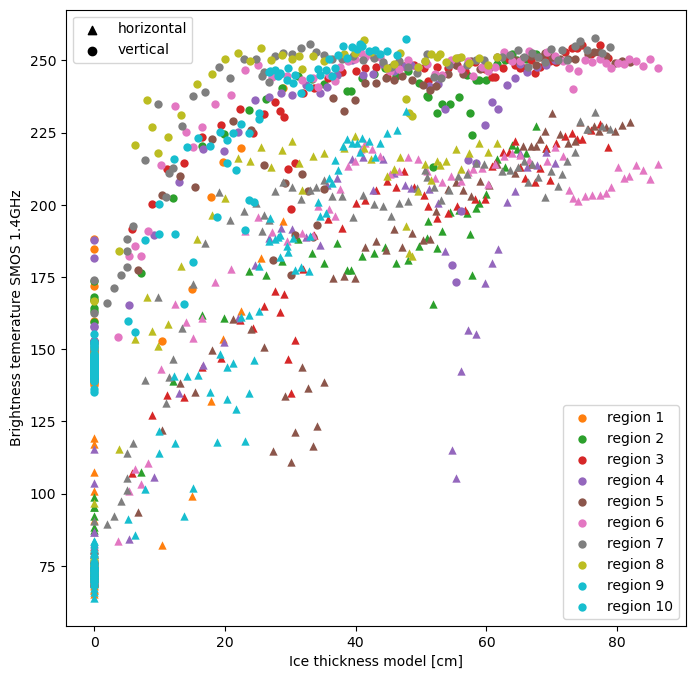 horizontal
vertical
250
225
200
175
150
125
100
75
Brightness temerature SMOS 1.4GHz
region 1
region 2
region 3
region 4
region 5
region 6
region 7
region 8
region 9
region 10
0 20 40 60 80
Ice thickness model [cm]